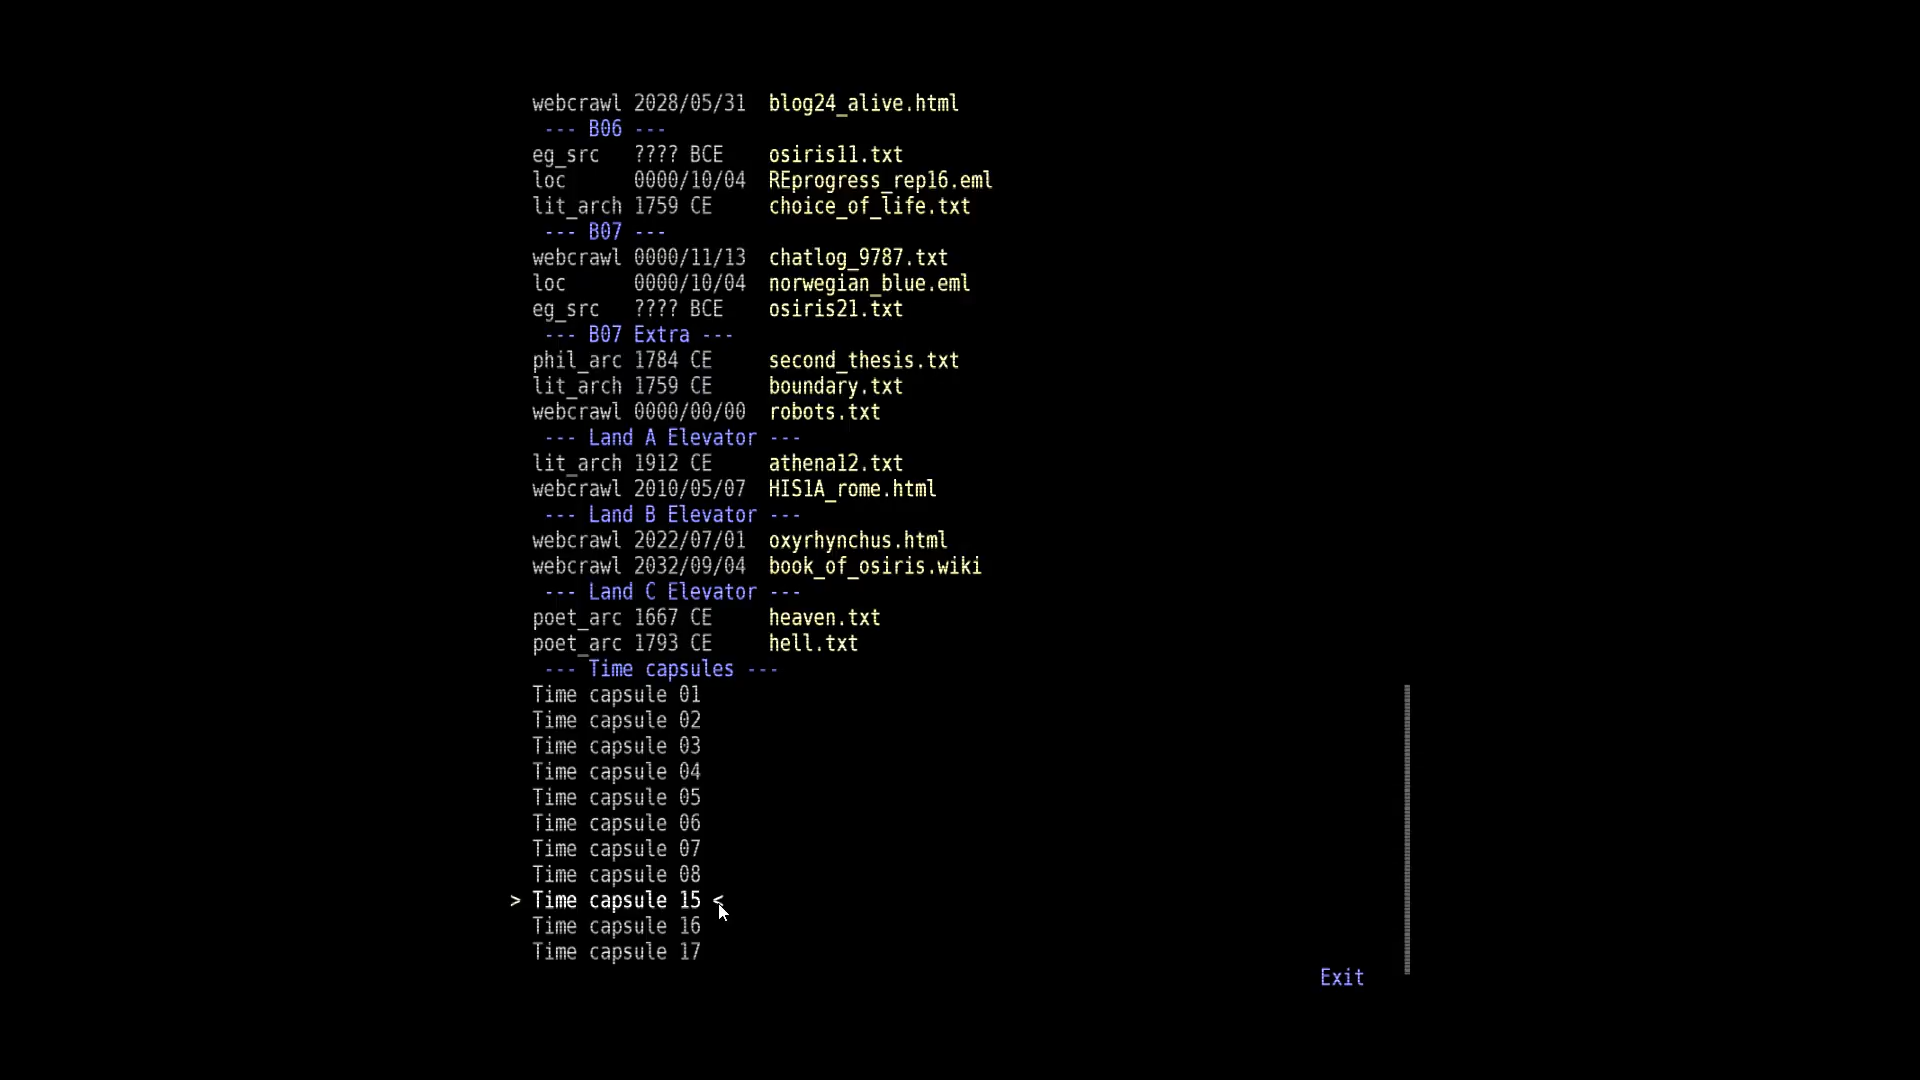 webcrawl 2028/05/31 blog24_alive.html
--- B06 ---
eg_src ???? BCE osiris11.txt
loc 0000/10/04 REprogress_rep16.eml
lit_arch 1759 CE choice_of_life.txt
--- B07 ---
webcrawl 0000/11/13 chatlog_9787.txt
loc 0000/10/04 norwegian_blue.eml
eg_src ???? BCE osiris21.txt
--- B07 Extra ---
phil_arc 1784 CE second_thesis.txt
lit_arch 1759 CE boundary.txt
webcrawl 0000/00/00 robots.txt
--- Land A Elevator ---
lit_arch 1912 CE athena12.txt
webcrawl 2010/05/07 HIS1A_rome.html
--- Land B Elevator ---
webcrawl 2022/07/01 oxyrhynchus.html
webcrawl 2032/09/04 book_of_osiris.wiki
--- Land C Elevator ---
poet_arc 1667 CE heaven.txt
poet_arc 1793 CE hell.txt
--- Time capsules ---
Time capsule 01
Time capsule 02
Time capsule 03
Time capsule 04
Time capsule 05
Time capsule 06
Time capsule 07
Time capsule 08
> Time capsule 15 <
Time capsule 16
Time capsule 17
Exit